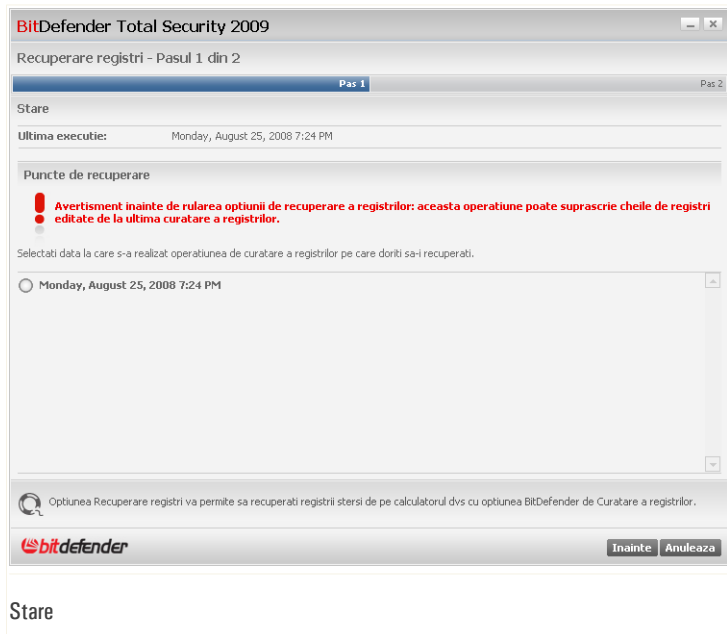 BitDefender Total Security 2009
Recuperare registri - Pasul 1 din 2
Pas 1
Pas 2
Stare
Ultima executie: Monday, August 25, 2008 7:24 PM
Puncte de recuperare
Avertisment inainte de rularea optiunii de recuperare a registrilor: aceasta operatiune poate suprascrie cheile de registri
editate de la ultima curatare a registrilor.
Selectati data la care s-a realizat operatiunea de curatare a registrilor pe care doriti sa-i recuperati.
Monday, August 25, 2008 7:24 PM
Optiunea Recuperare registri va permite sa recuperati registrii stersi de pe calculatorul dvs cu optiunea BitDefender de Curatare a registrilor.
bitdefender
Inainte
Anuleaza
Stare